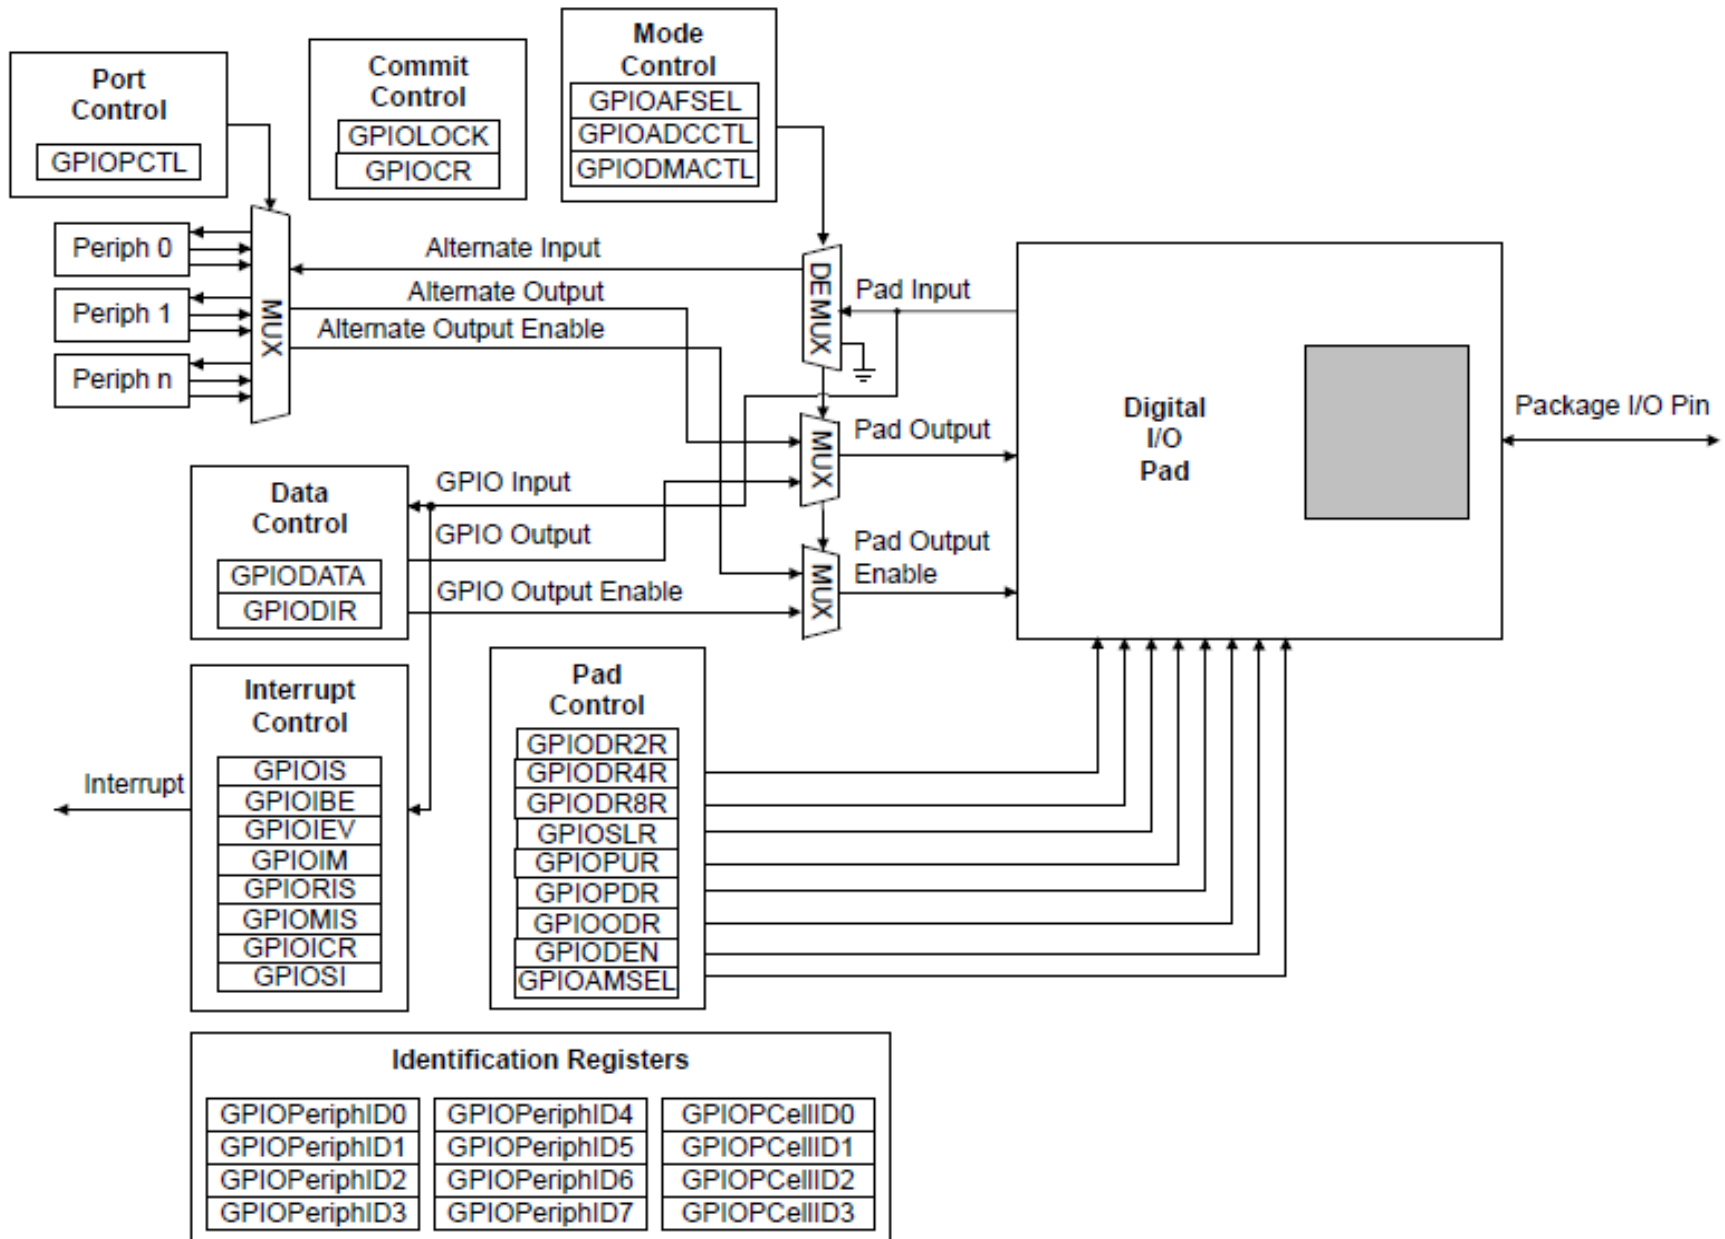 Port
Control
GPIOPCTL
Commit
Control
GPIOLOCK
GPIOCR
Mode
Control
GPIOAFSEL
GPIOADCCTL
GPIODMACTL
Periph 0
Periph 1
Periph n
MUX
Alternate Input
Alternate Output
Alternate Output Enable
DEMUX
Pad Input
Digital
I/O
Pad
Package I/O Pin
MUX
Pad Output
MUX
Pad Output
Enable
Data
Control
GPIODATA
GPIODIR
GPIO Input
GPIO Output
GPIO Output Enable
Interrupt
Interrupt
Control
GPIOIS
GPIOIBE
GPIOIEV
GPIOIM
GPIORIS
GPIOMIS
GPIOICR
GPIOSI
Pad
Control
GPIODR2R
GPIODR4R
GPIODR8R
GPIOSLR
GPIOPUR
GPIOPDR
GPIOODR
GPIODEN
GPIOAMSEL
Identification Registers
GPIOPeriphID0
GPIOPeriphID1
GPIOPeriphID2
GPIOPeriphID3
GPIOPeriphID4
GPIOPeriphID5
GPIOPeriphID6
GPIOPeriphID7
GPIOPCellID0
GPIOPCellID1
GPIOPCellID2
GPIOPCellID3